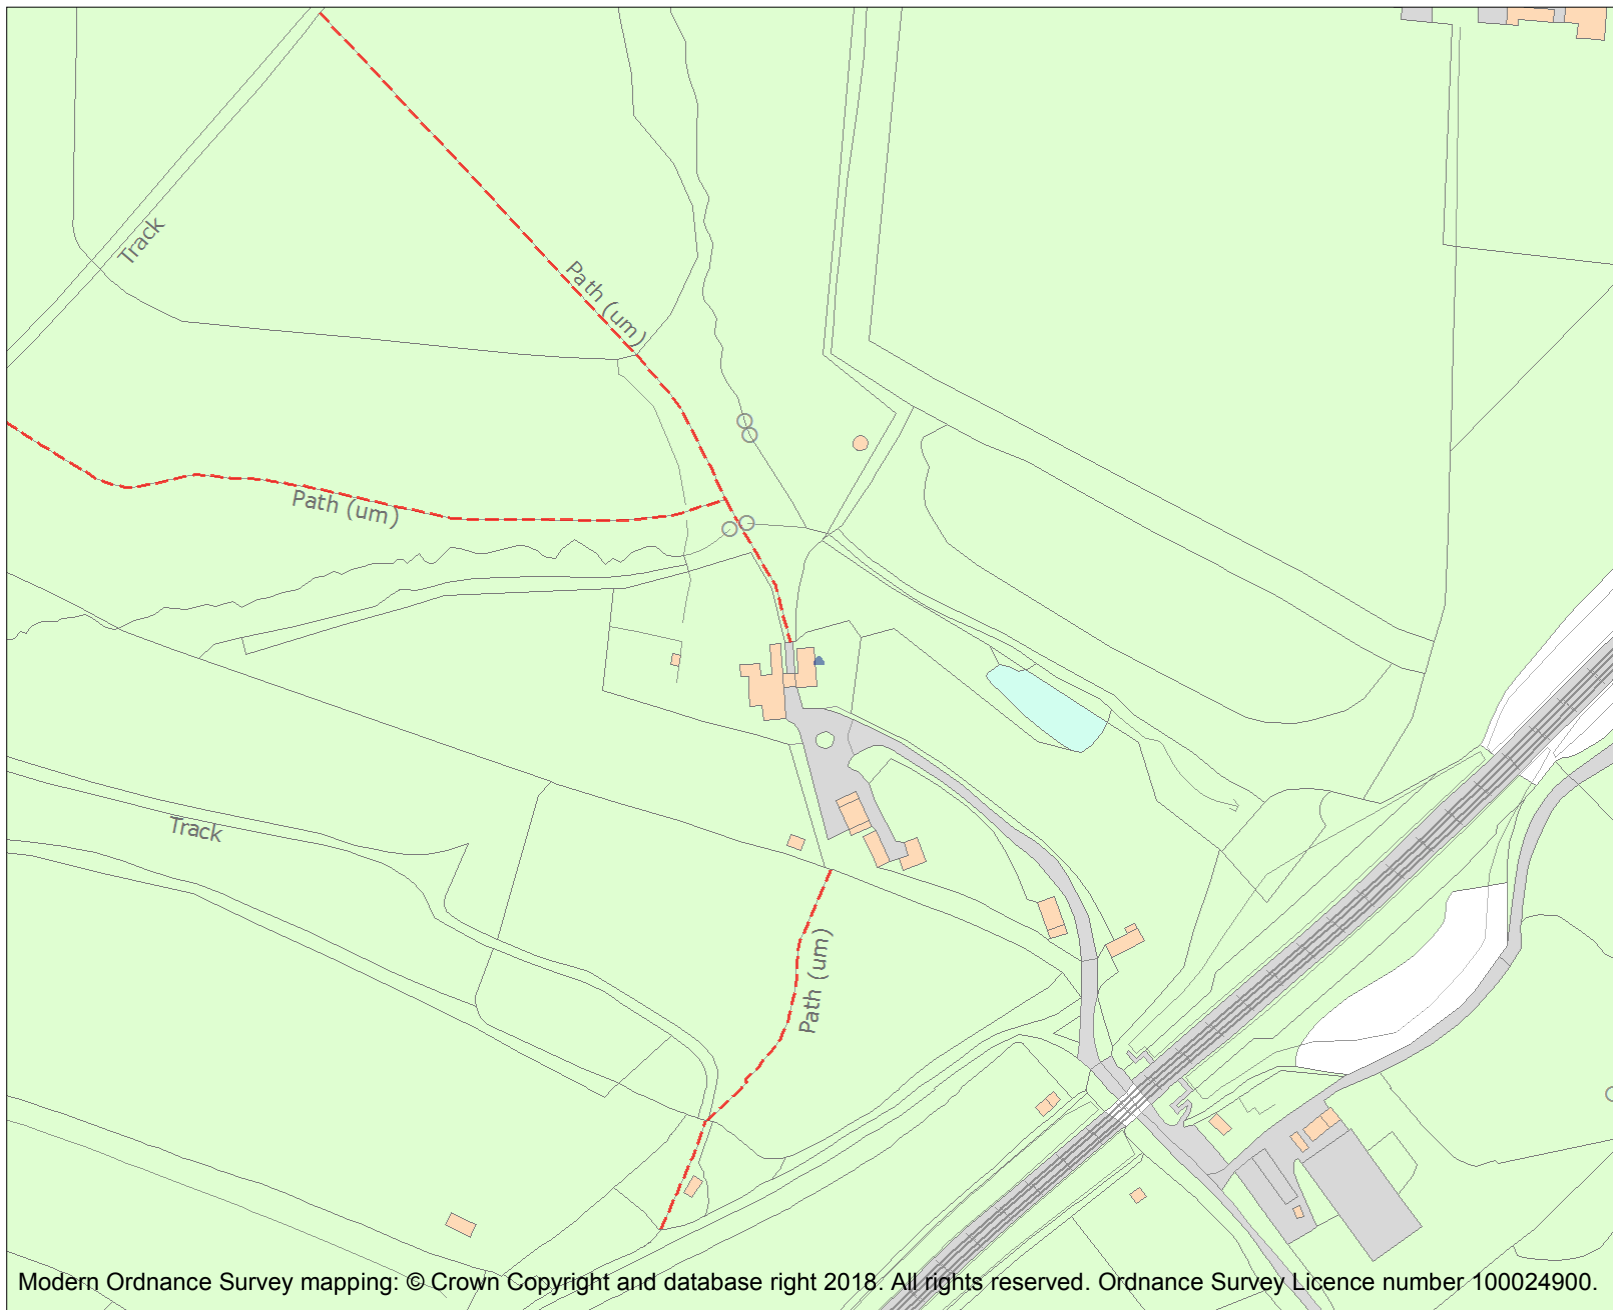 Track
Path (um)
Path (um)
Track
Path (um)
Modern Ordnance Survey mapping: © Crown Copyright and database right 2018. All rights reserved. Ordnance Survey Licence number 100024900.